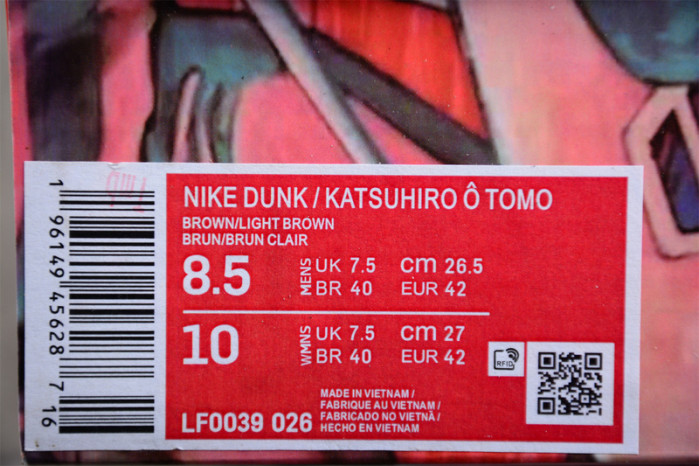 NIKE DUNK / KATSUHIRO Ô TOMO
BROWN/LIGHT BROWN
BRUN/BRUN CLAIR
8.5 MENS UK 7.5 cm 26.5
BR 40 EUR 42
10 WMNS UK 7.5 cm 27
BR 40 EUR 42
RFID
MADE IN VIETNAM /
FABRIQUE AU VIETNAM /
FABRICADO NO VIETNÃ /
HECHO EN VIETNAM
LF0039 026
1 96149 45628 7 16